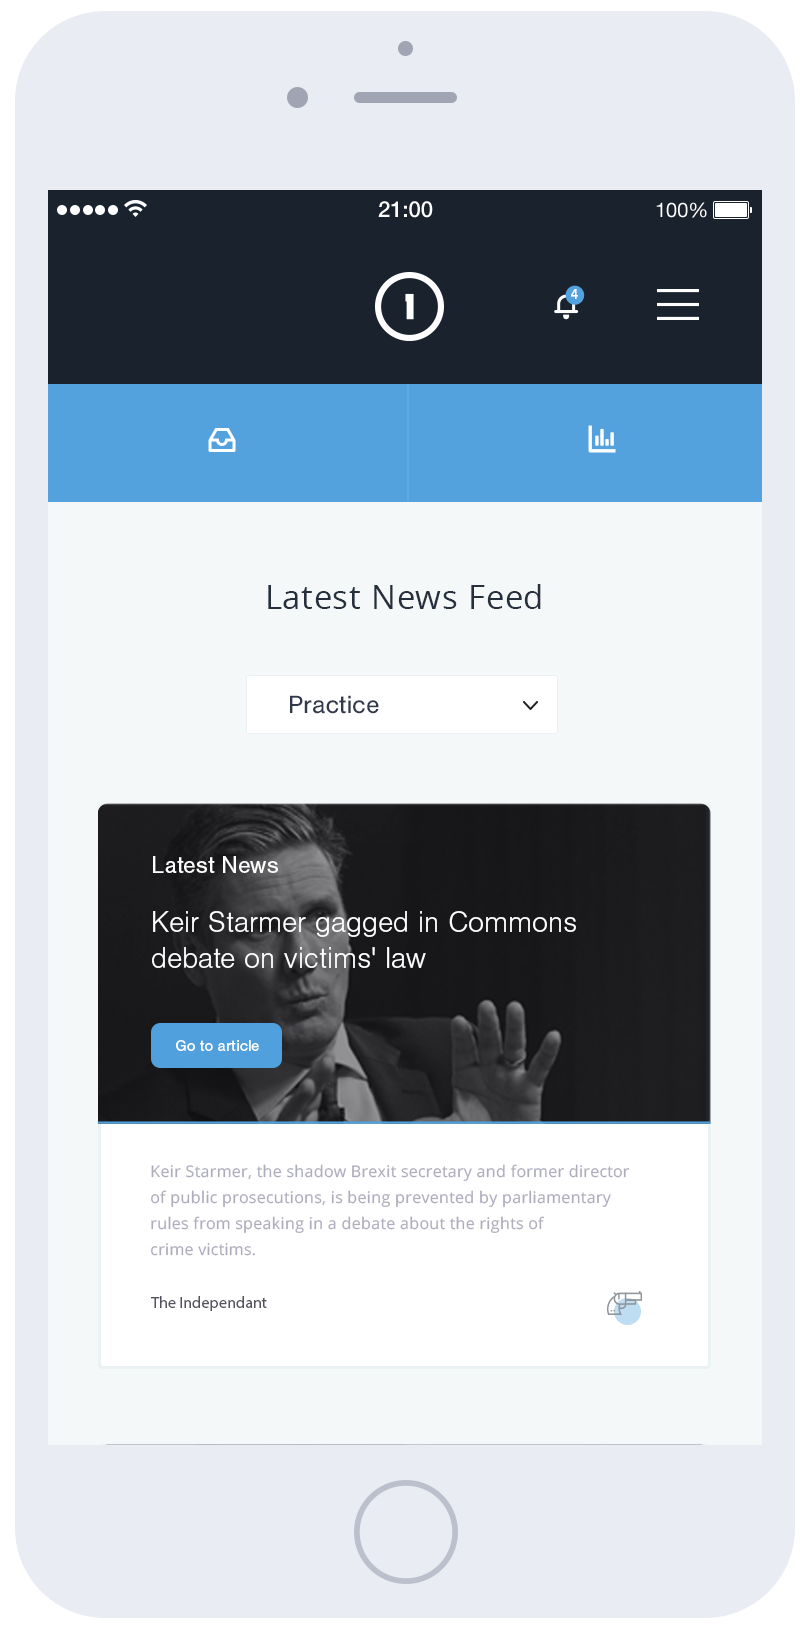 21:00
100%
1
4
Latest News Feed
Practice
Latest News
Keir Starmer gagged in Commons
debate on victims' law
Go to article
Keir Starmer, the shadow Brexit secretary and former director
of public prosecutions, is being prevented by parliamentary
rules from speaking in a debate about the rights of
crime victims.
The Independant